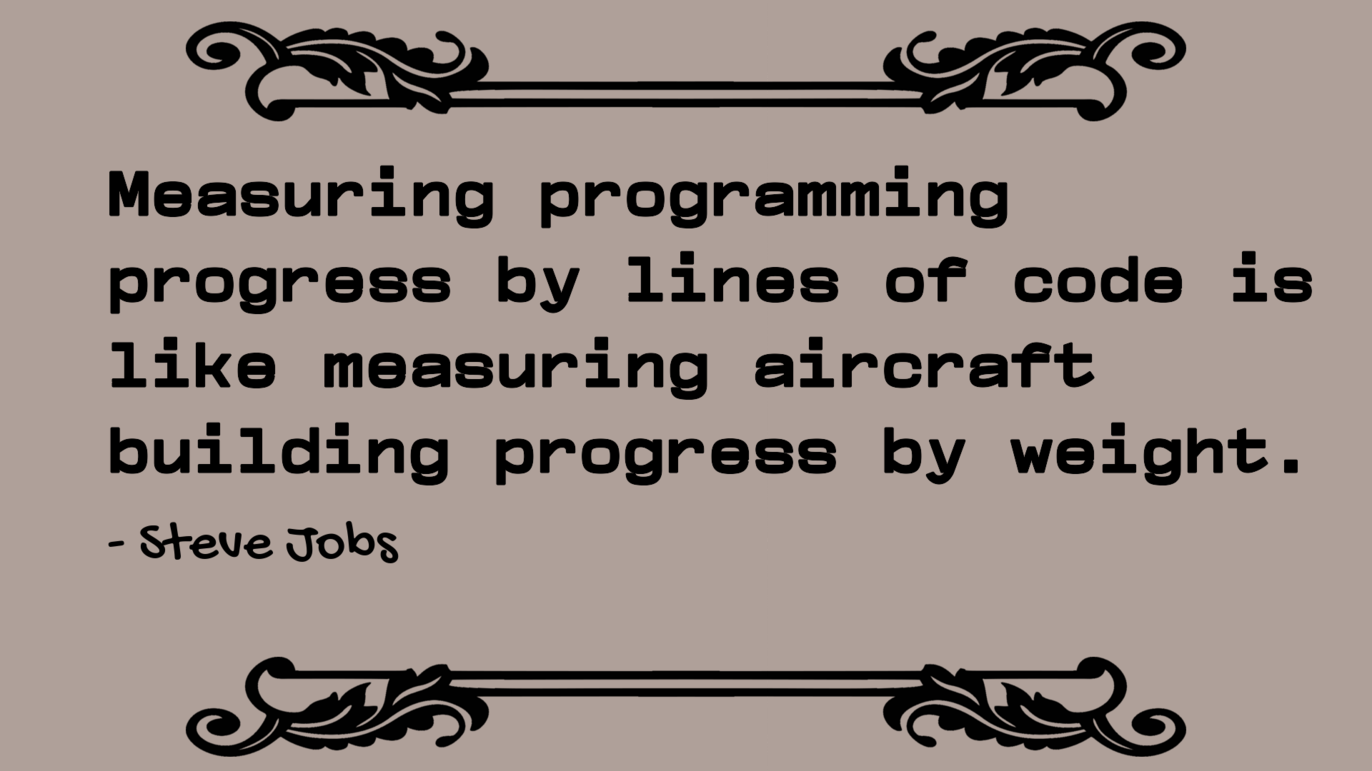 Measuring programming
progress by lines of code is
like measuring aircraft
building progress by weight.
- Steve Jobs